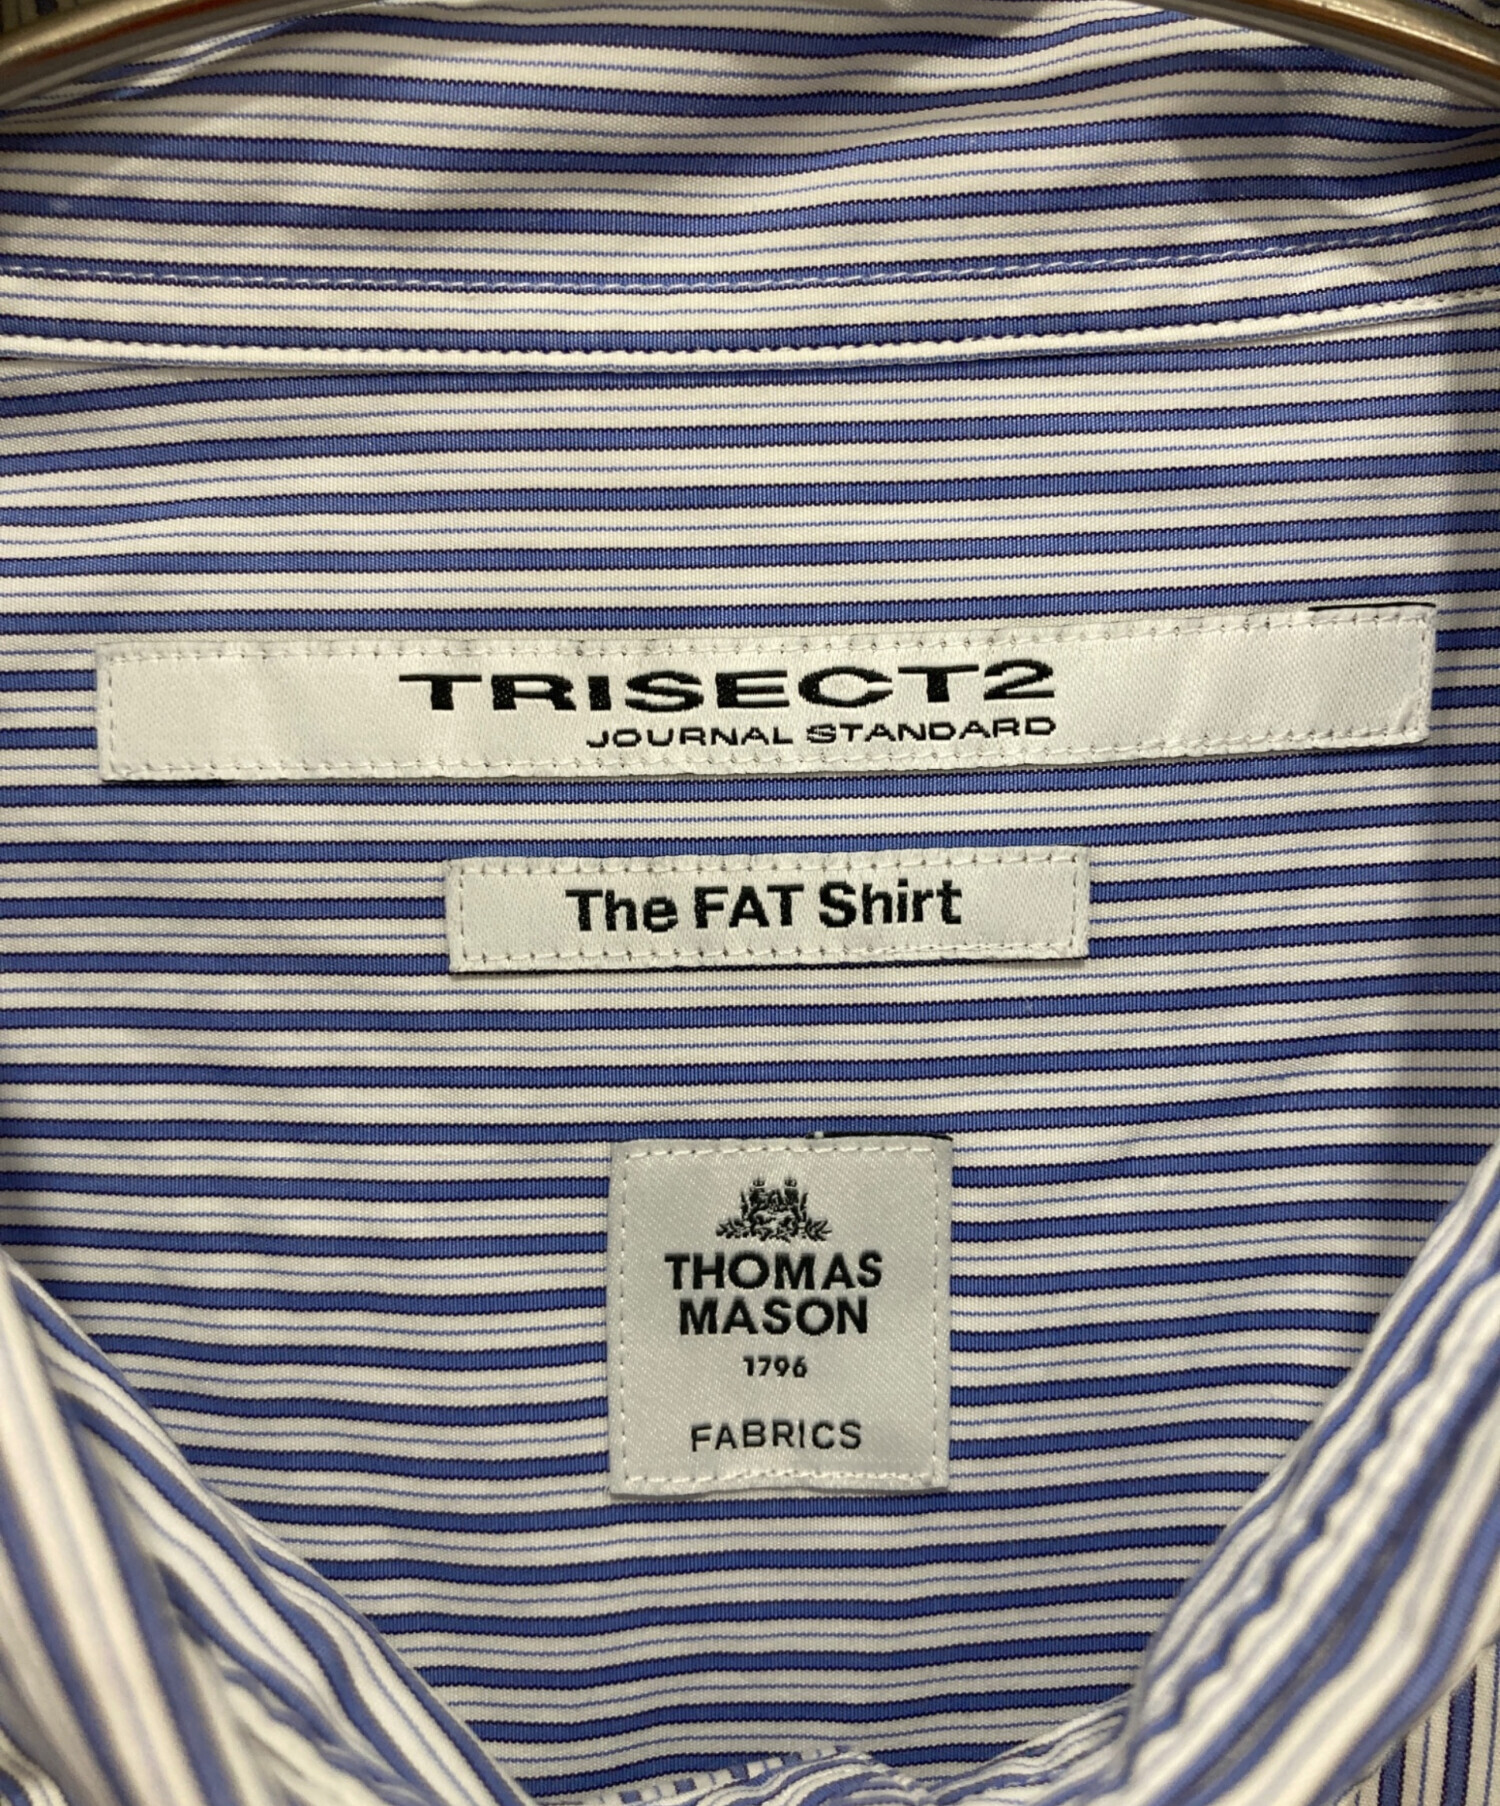 TRISECT2
JOURNAL STANDARD
The FAT Shirt
THOMAS
MASON
1796
FABRICS